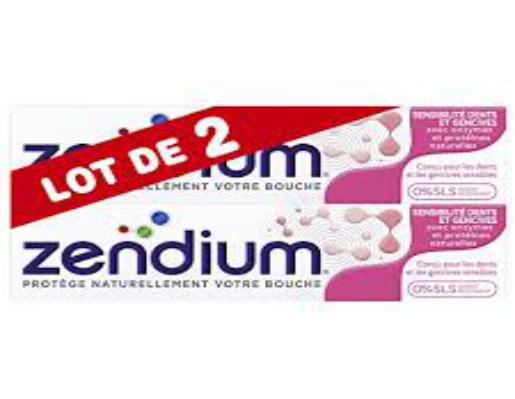 LOT DE 2
SENSIBILITÉ DENTS
ET GENCIVES
avec enzymes
et protéines
naturelles
Conçu pour les dents
et les gencives sensibles
0% SLS
zendium
PROTÈGE NATURELLEMENT VOTRE BOUCHE
SENSIBILITÉ DENTS
ET GENCIVES
avec enzymes
et protéines
naturelles
Conçu pour les dents
et les gencives sensibles
0% SLS